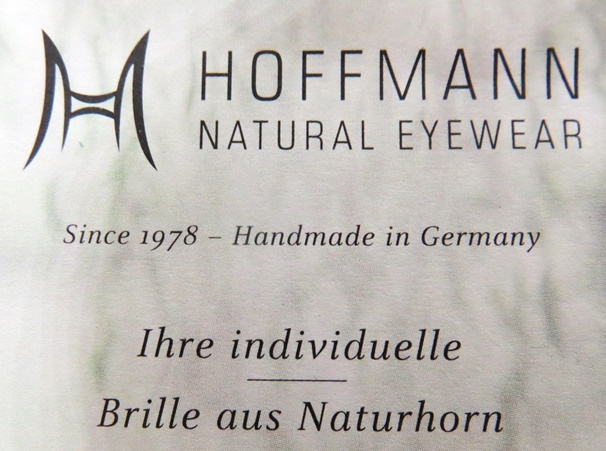 HOFFMANN
NATURAL EYEWEAR
Since 1978 – Handmade in Germany
Ihre individuelle
Brille aus Naturhorn